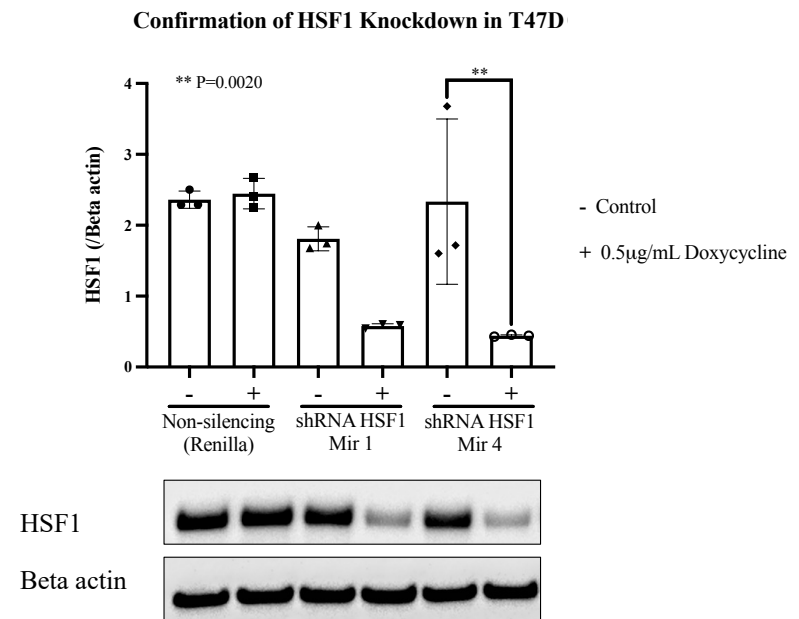 Confirmation of HSF1 Knockdown in T47D
** P=0.0020
**
HSF1 (/Beta actin)
4
3
2
1
0
- Control
+ 0.5µg/mL Doxycycline
- + - + - +
Non-silencing shRNA HSF1 shRNA HSF1
(Renilla) Mir 1 Mir 4
HSF1
Beta actin